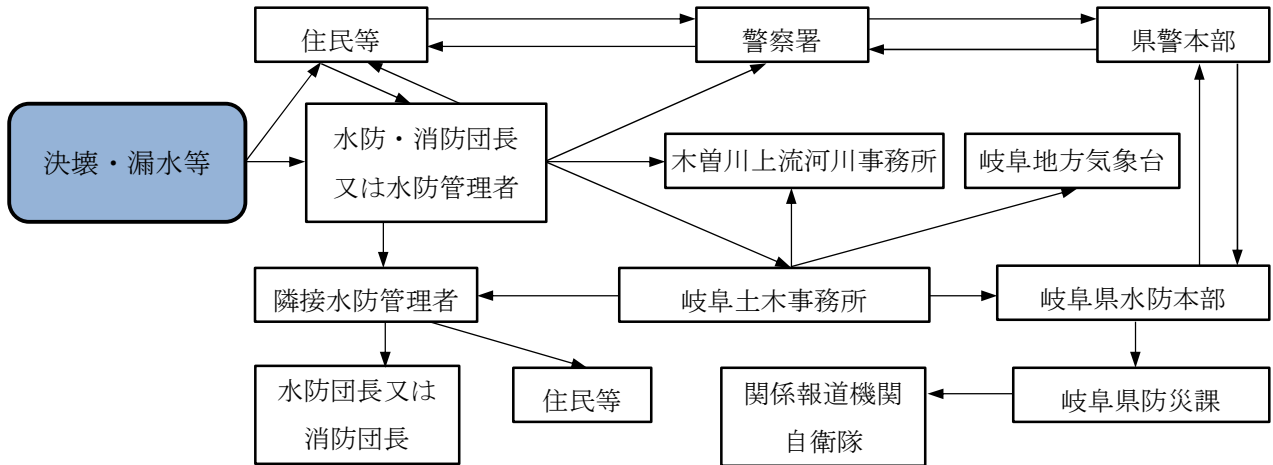 住民等
警察署
県警本部
決壊・漏水等
水防・消防団長
又は水防管理者
木曽川上流河川事務所
岐阜地方気象台
隣接水防管理者
岐阜土木事務所
岐阜県水防本部
水防団長又は
消防団長
住民等
関係報道機関
自衛隊
岐阜県防災課